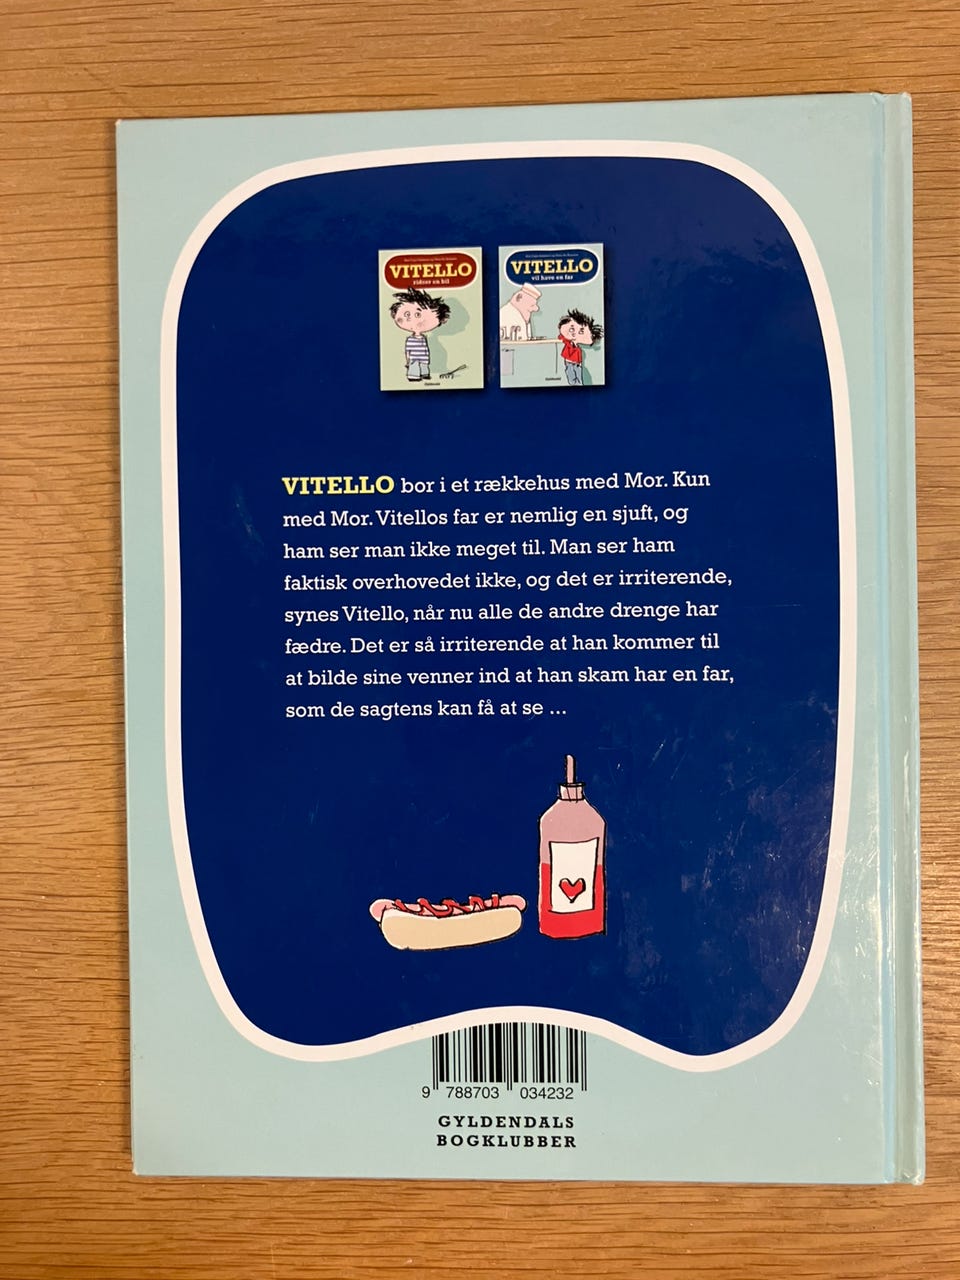 VITELLO
ridser en bil
VITELLO
vil have en far
VITELLO bor i et rækkehus med Mor. Kun
med Mor. Vitellos far er nemlig en sjuft, og
ham ser man ikke meget til. Man ser ham
faktisk overhovedet ikke, og det er irriterende,
synes Vitello, når nu alle de andre drenge har
fædre. Det er så irriterende at han kommer til
at bilde sine venner ind at han skam har en far,
som de sagtens kan få at se ...
9 788703 034232
GYLDENDALS
BOGKLUBBER